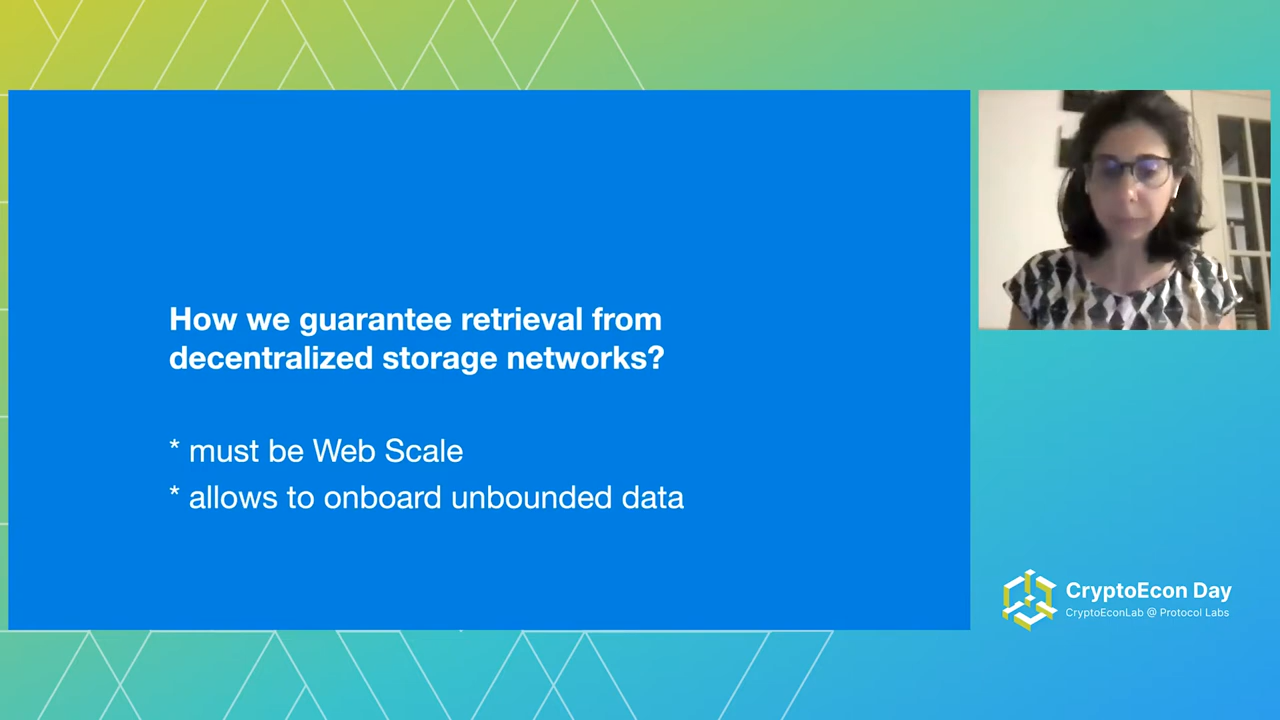 How we guarantee retrieval from
decentralized storage networks?
* must be Web Scale
* allows to onboard unbounded data
CryptoEcon Day
CryptoEconLab @ Protocol Labs